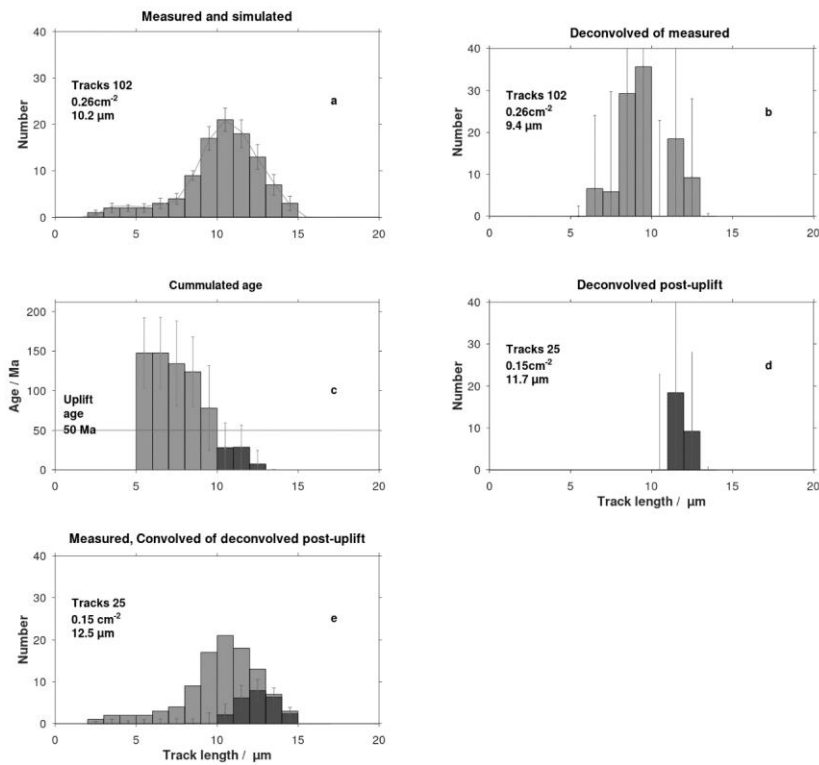 Measured and simulated
40
30
20
10
0
Number
Tracks 102
0.26cm-2
10.2 µm
a
0 5 10 15 20
Deconvolved of measured
40
30
20
10
0
Number
Tracks 102
0.26cm-2
9.4 µm
b
0 5 10 15 20
Cummulated age
200
150
100
50
0
Age / Ma
Uplift
age
50 Ma
c
0 5 10 15 20
Deconvolved post-uplift
40
30
20
10
0
Number
Tracks 25
0.15cm-2
11.7 µm
d
0 5 10 15 20
Track length / µm
Measured, Convolved of deconvolved post-uplift
40
30
20
10
0
Number
Tracks 25
0.15 cm-2
12.5 µm
e
0 5 10 15 20
Track length / µm